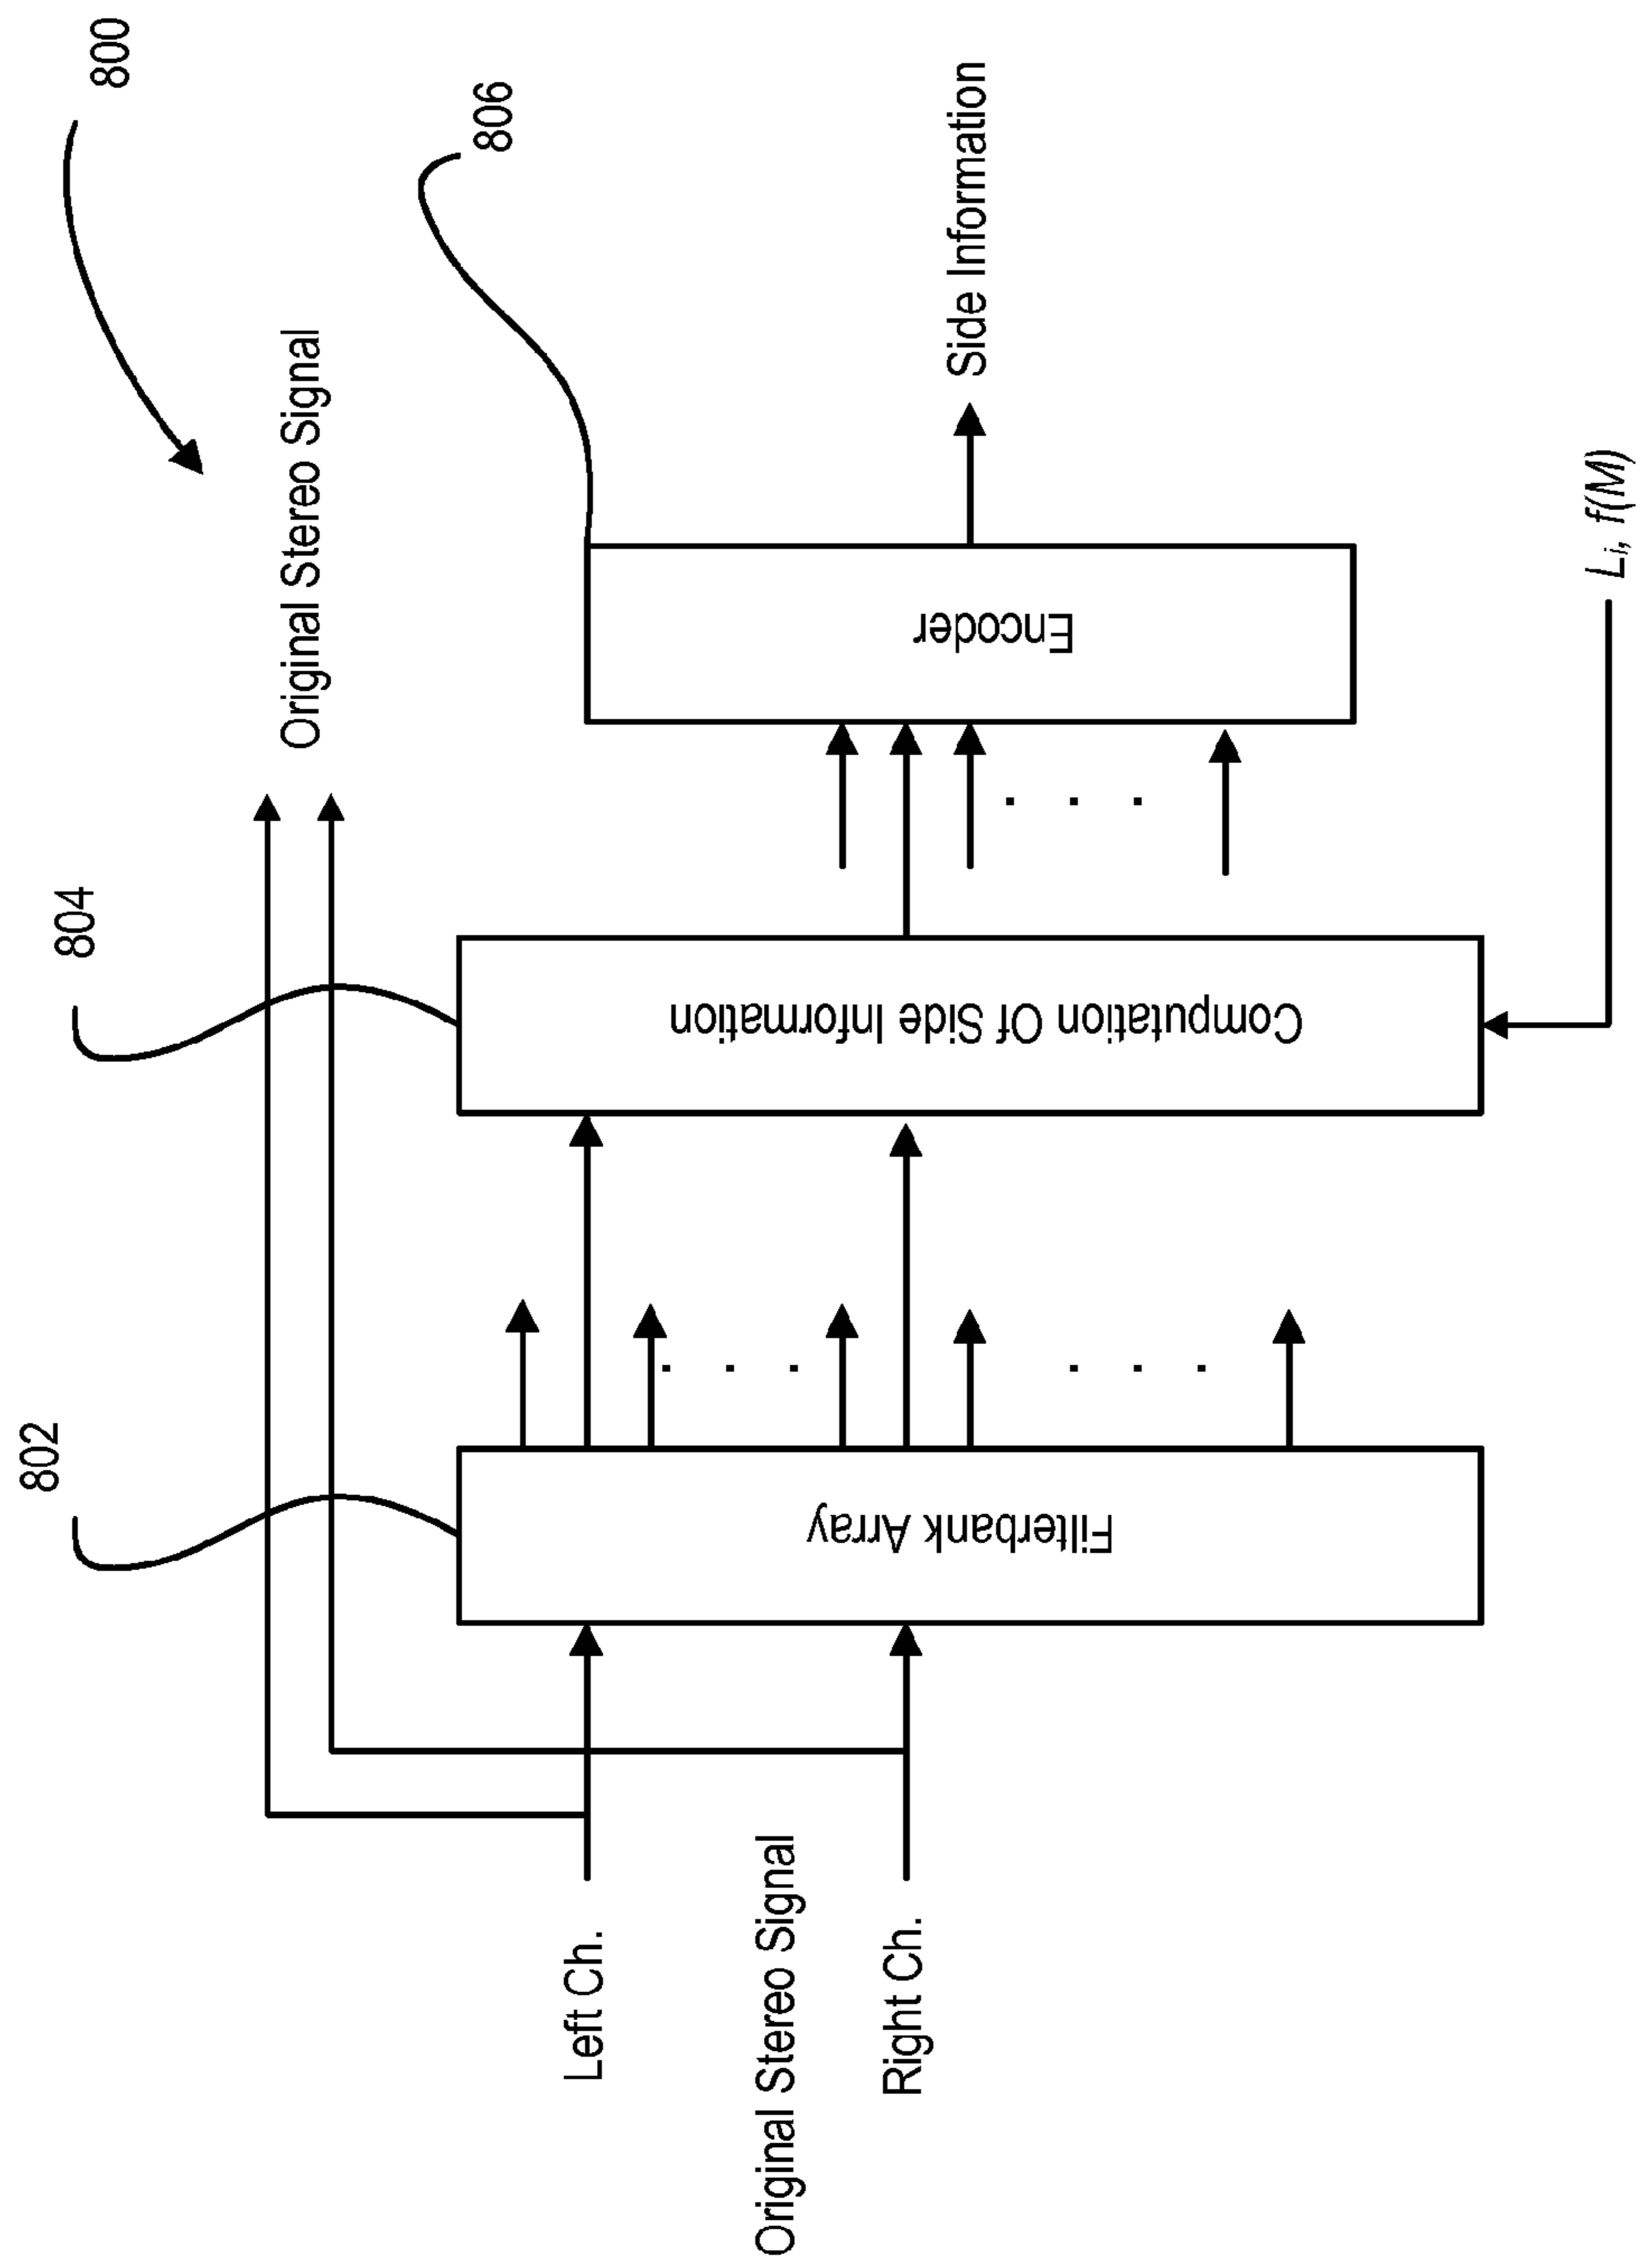 800
Original Stereo Signal
802
804
806
Left Ch.
Original Stereo Signal
Right Ch.
Filterbank Array
Computation Of Side Information
Encoder
Side Information
Li, f(M)